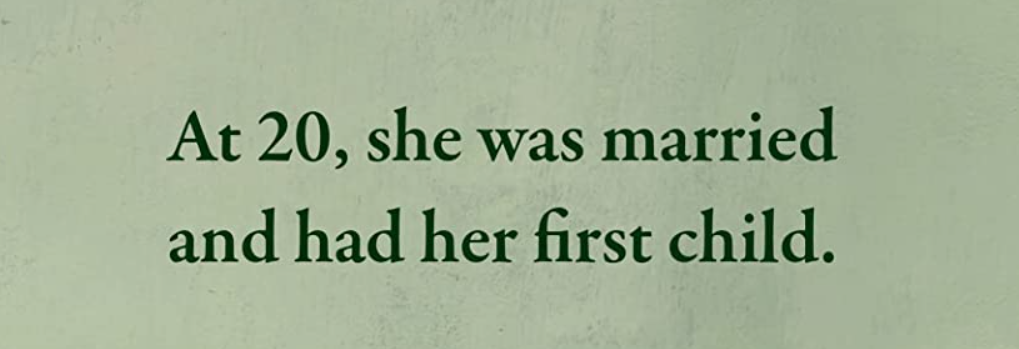 At 20, she was married
and had her first child.